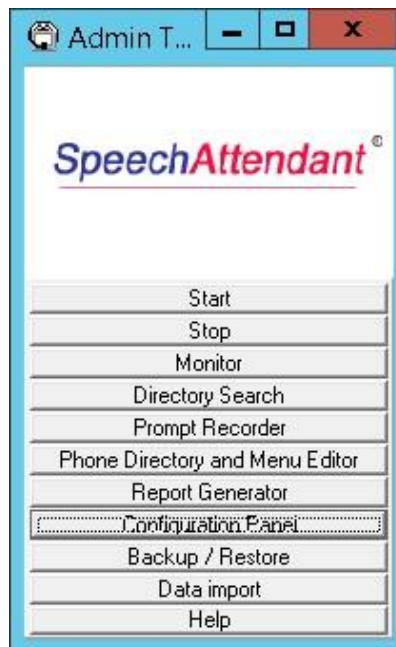 Admin T...
SpeechAttendant©
Start
Stop
Monitor
Directory Search
Prompt Recorder
Phone Directory and Menu Editor
Report Generator
Configuration Panel
Backup / Restore
Data import
Help